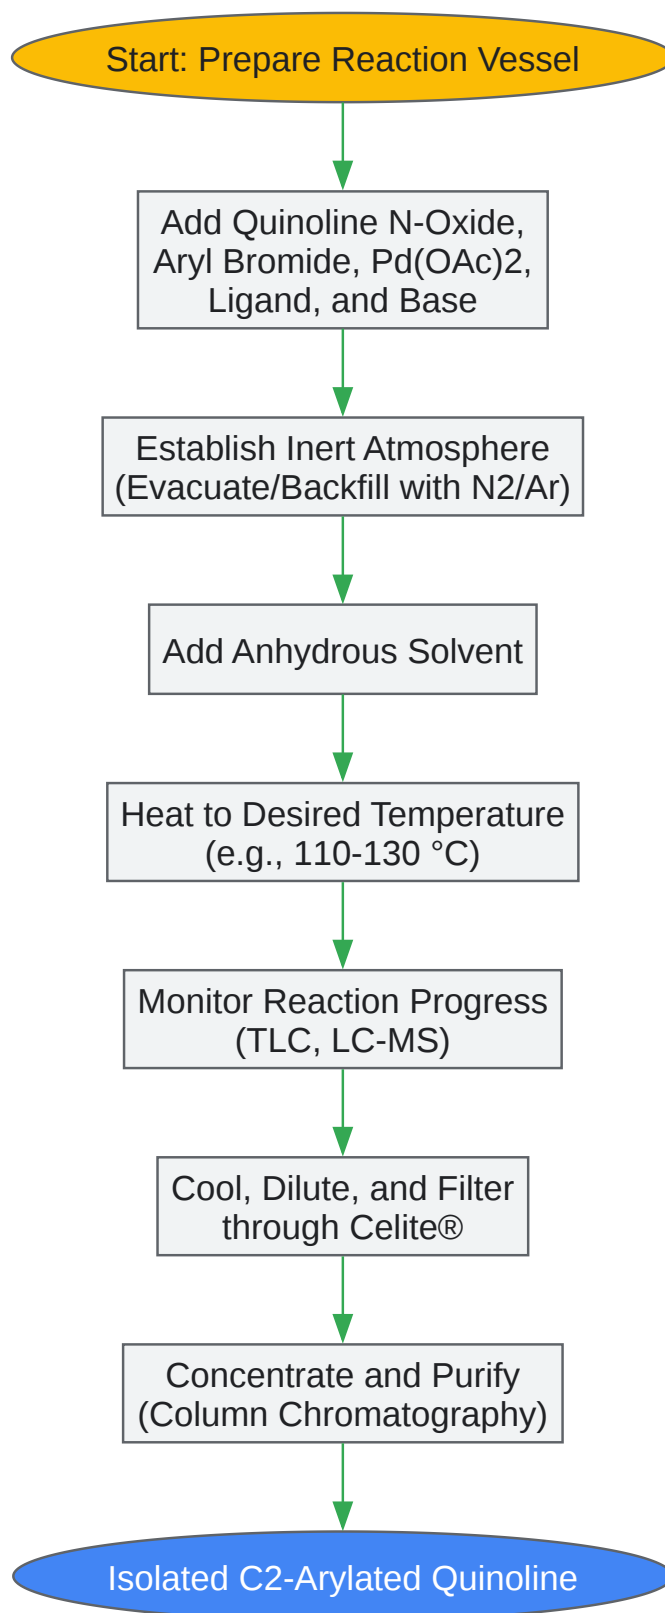 Start: Prepare Reaction Vessel
Add Quinoline N-Oxide,
Aryl Bromide, Pd(OAc)2,
Ligand, and Base
Establish Inert Atmosphere
(Evacuate/Backfill with N2/Ar)
Add Anhydrous Solvent
Heat to Desired Temperature
(e.g., 110-130 °C)
Monitor Reaction Progress
(TLC, LC-MS)
Cool, Dilute, and Filter
through Celite®
Concentrate and Purify
(Column Chromatography)
Isolated C2-Arylated Quinoline